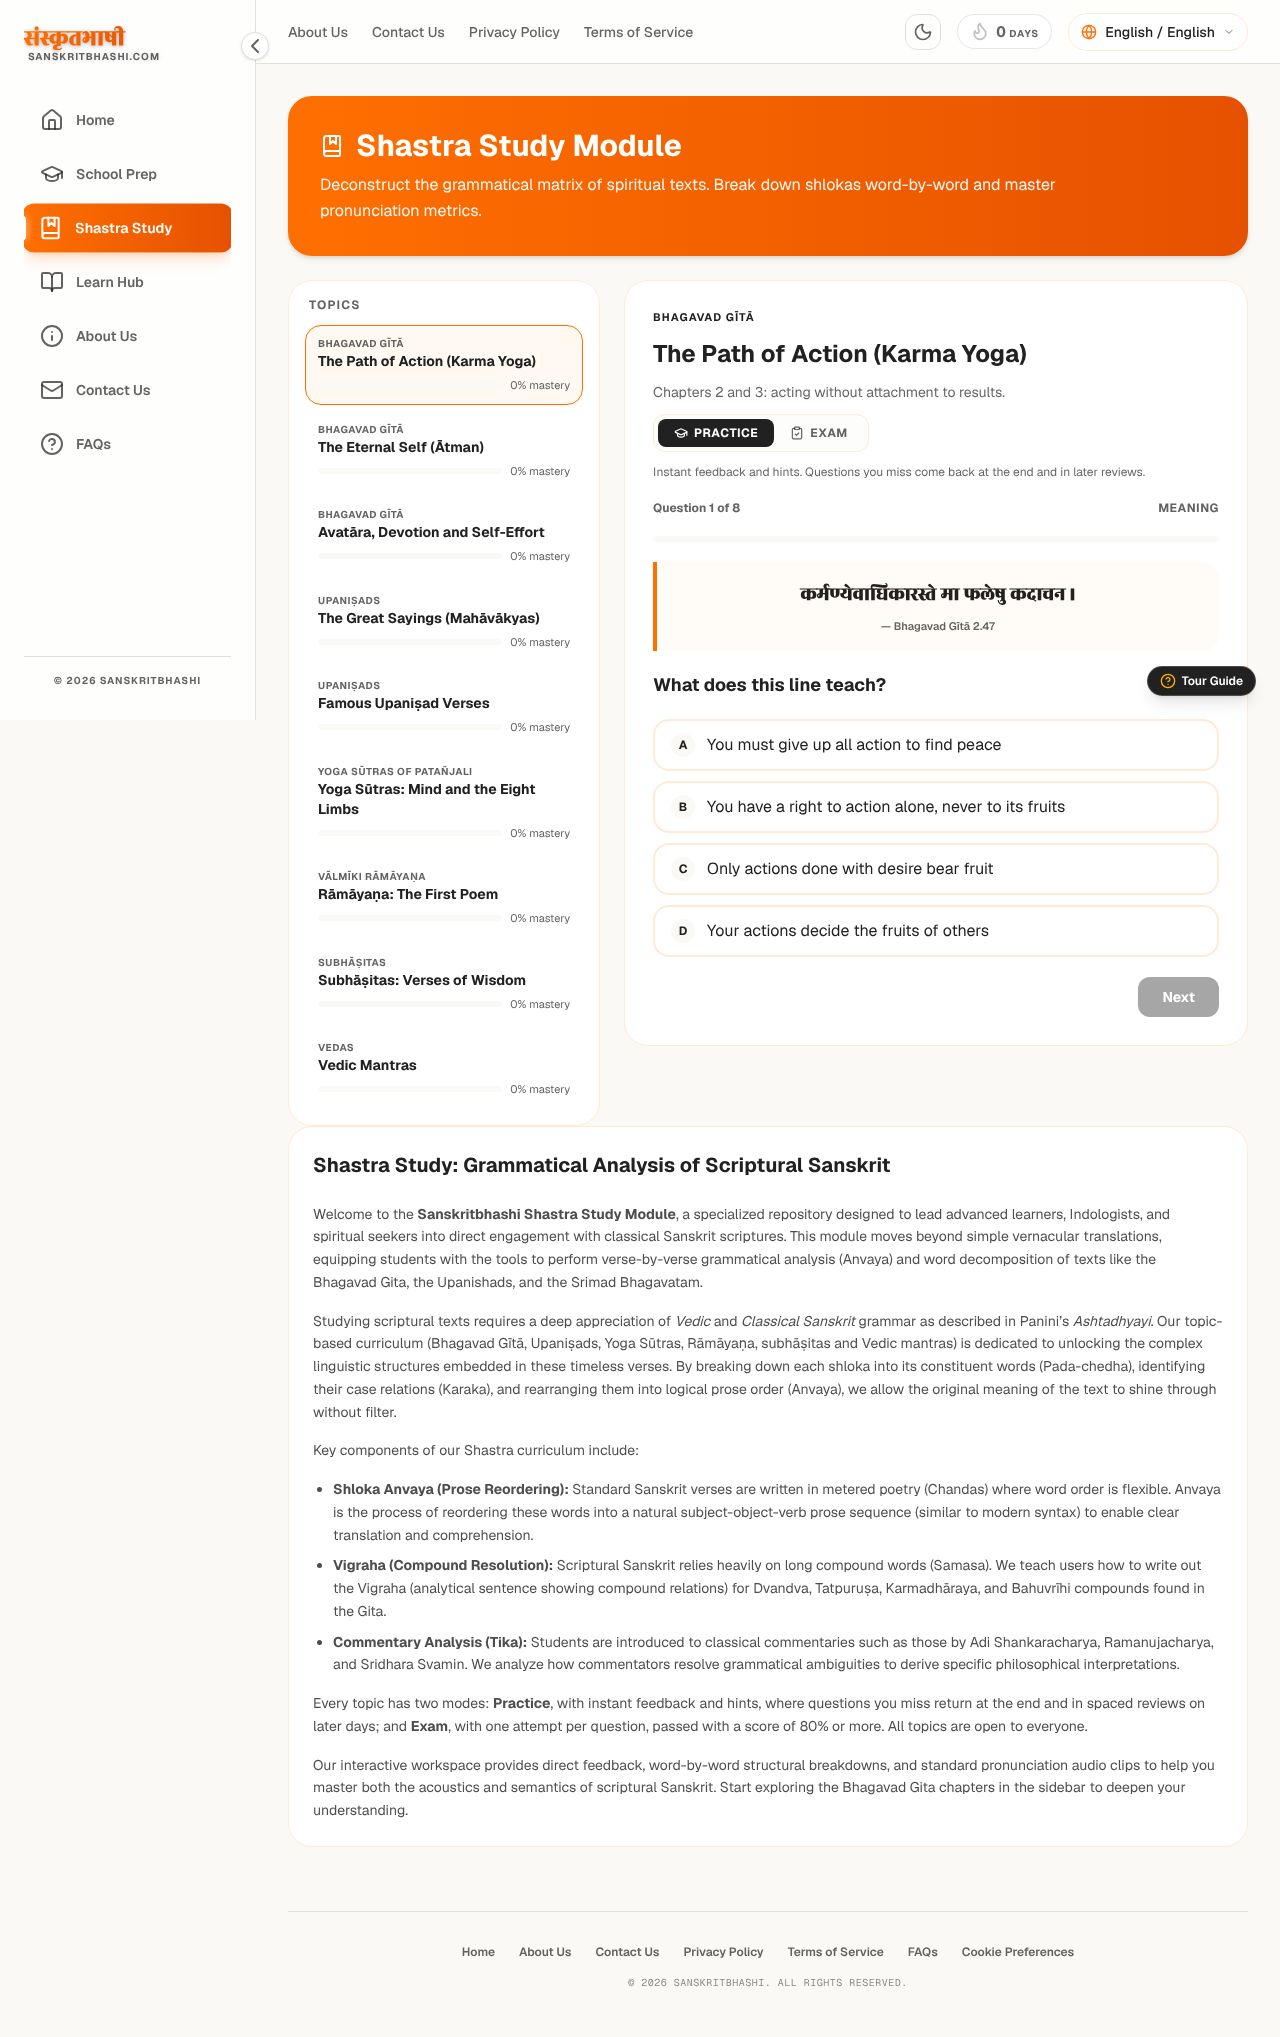 संस्कृतभाषी
SANSKRITBHASHI.COM
Home
School Prep
Shastra Study
Learn Hub
About Us
Contact Us
FAQs
© 2026 SANSKRITBHASHI
About Us
Contact Us
Privacy Policy
Terms of Service
0 DAYS
English / English
Shastra Study Module
Deconstruct the grammatical matrix of spiritual texts. Break down shlokas word-by-word and master
pronunciation metrics.
TOPICS
BHAGAVAD GĪTĀ
The Path of Action (Karma Yoga)
0% mastery
BHAGAVAD GĪTĀ
The Eternal Self (Ātman)
0% mastery
BHAGAVAD GĪTĀ
Avatāra, Devotion and Self-Effort
0% mastery
UPANIṢADS
The Great Sayings (Mahāvākyas)
0% mastery
UPANIṢADS
Famous Upaniṣad Verses
0% mastery
YOGA SŪTRAS OF PATAÑJALI
Yoga Sūtras: Mind and the Eight
Limbs
0% mastery
VĀLMĪKI RĀMĀYAṆA
Rāmāyaṇa: The First Poem
0% mastery
SUBHĀṢITAS
Subhāṣitas: Verses of Wisdom
0% mastery
VEDAS
Vedic Mantras
0% mastery
BHAGAVAD GĪTĀ
The Path of Action (Karma Yoga)
Chapters 2 and 3: acting without attachment to results.
PRACTICE
EXAM
Instant feedback and hints. Questions you miss come back at the end and in later reviews.
Question 1 of 8
MEANING
कर्मण्येवाधिकारस्ते मा फलेषु कदाचन ।
— Bhagavad Gītā 2.47
What does this line teach?
Tour Guide
A You must give up all action to find peace
B You have a right to action alone, never to its fruits
C Only actions done with desire bear fruit
D Your actions decide the fruits of others
Next
Shastra Study: Grammatical Analysis of Scriptural Sanskrit
Welcome to the Sanskritbhashi Shastra Study Module, a specialized repository designed to lead advanced learners, Indologists, and
spiritual seekers into direct engagement with classical Sanskrit scriptures. This module moves beyond simple vernacular translations,
equipping students with the tools to perform verse-by-verse grammatical analysis (Anvaya) and word decomposition of texts like the
Bhagavad Gita, the Upanishads, and the Srimad Bhagavatam.
Studying scriptural texts requires a deep appreciation of Vedic and Classical Sanskrit grammar as described in Panini's Ashtadhyayi. Our topic-
based curriculum (Bhagavad Gītā, Upaniṣads, Yoga Sūtras, Rāmāyaṇa, subhāṣitas and Vedic mantras) is dedicated to unlocking the complex
linguistic structures embedded in these timeless verses. By breaking down each shloka into its constituent words (Pada-chedha), identifying
their case relations (Karaka), and rearranging them into logical prose order (Anvaya), we allow the original meaning of the text to shine through
without filter.
Key components of our Shastra curriculum include:
• Shloka Anvaya (Prose Reordering): Standard Sanskrit verses are written in metered poetry (Chandas) where word order is flexible. Anvaya
is the process of reordering these words into a natural subject-object-verb prose sequence (similar to modern syntax) to enable clear
translation and comprehension.
• Vigraha (Compound Resolution): Scriptural Sanskrit relies heavily on long compound words (Samasa). We teach users how to write out
the Vigraha (analytical sentence showing compound relations) for Dvandva, Tatpuruṣa, Karmadhāraya, and Bahuvrīhi compounds found in
the Gita.
• Commentary Analysis (Tika): Students are introduced to classical commentaries such as those by Adi Shankaracharya, Ramanujacharya,
and Sridhara Svamin. We analyze how commentators resolve grammatical ambiguities to derive specific philosophical interpretations.
Every topic has two modes: Practice, with instant feedback and hints, where questions you miss return at the end and in spaced reviews on
later days; and Exam, with one attempt per question, passed with a score of 80% or more. All topics are open to everyone.
Our interactive workspace provides direct feedback, word-by-word structural breakdowns, and standard pronunciation audio clips to help you
master both the acoustics and semantics of scriptural Sanskrit. Start exploring the Bhagavad Gita chapters in the sidebar to deepen your
understanding.
Home
About Us
Contact Us
Privacy Policy
Terms of Service
FAQs
Cookie Preferences
© 2026 SANSKRITBHASHI. ALL RIGHTS RESERVED.